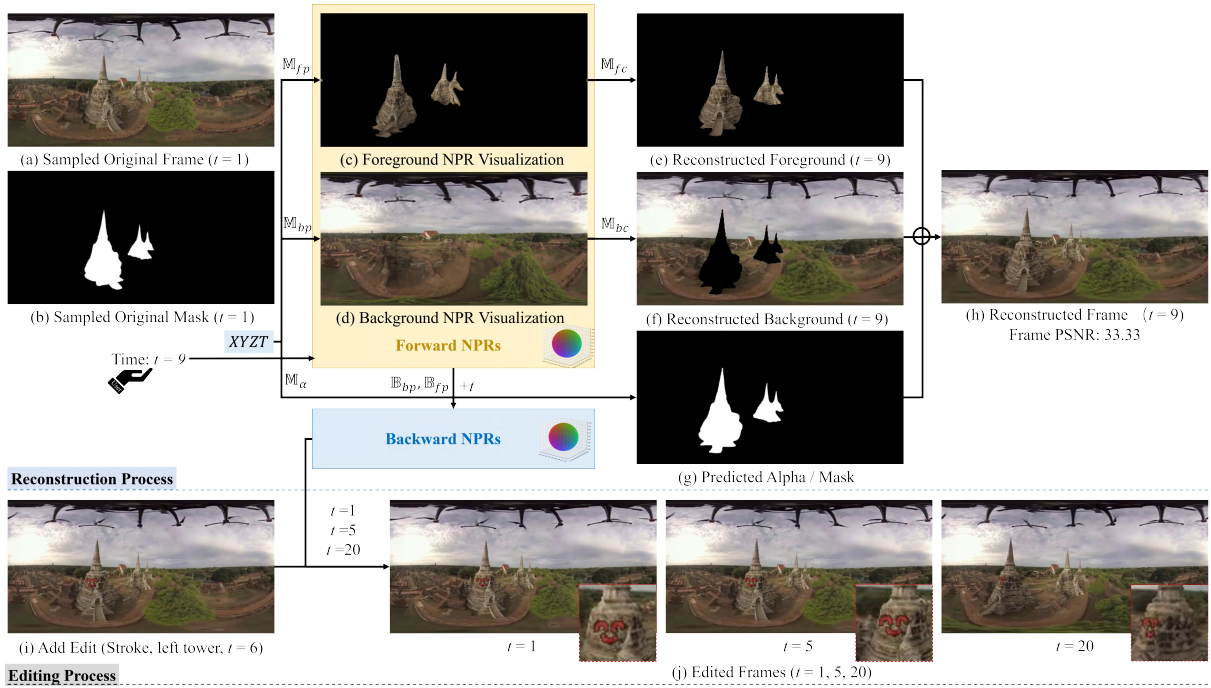 𝕄fp
𝕄fc
(a) Sampled Original Frame (t = 1)
(c) Foreground NPR Visualization
(e) Reconstructed Foreground (t = 9)
𝕄bp
𝕄bc
(b) Sampled Original Mask (t = 1)
(d) Background NPR Visualization
(f) Reconstructed Background (t = 9)
(h) Reconstructed Frame (t = 9)
Frame PSNR: 33.33
XYZT
Forward NPRs
Time: t = 9
𝕄α
𝔹bp, 𝔹fp +t
Backward NPRs
(g) Predicted Alpha / Mask
Reconstruction Process
t =1
t =5
t =20
(i) Add Edit (Stroke, left tower, t = 6)
t = 1
t = 5
t = 20
(j) Edited Frames (t = 1, 5, 20)
Editing Process